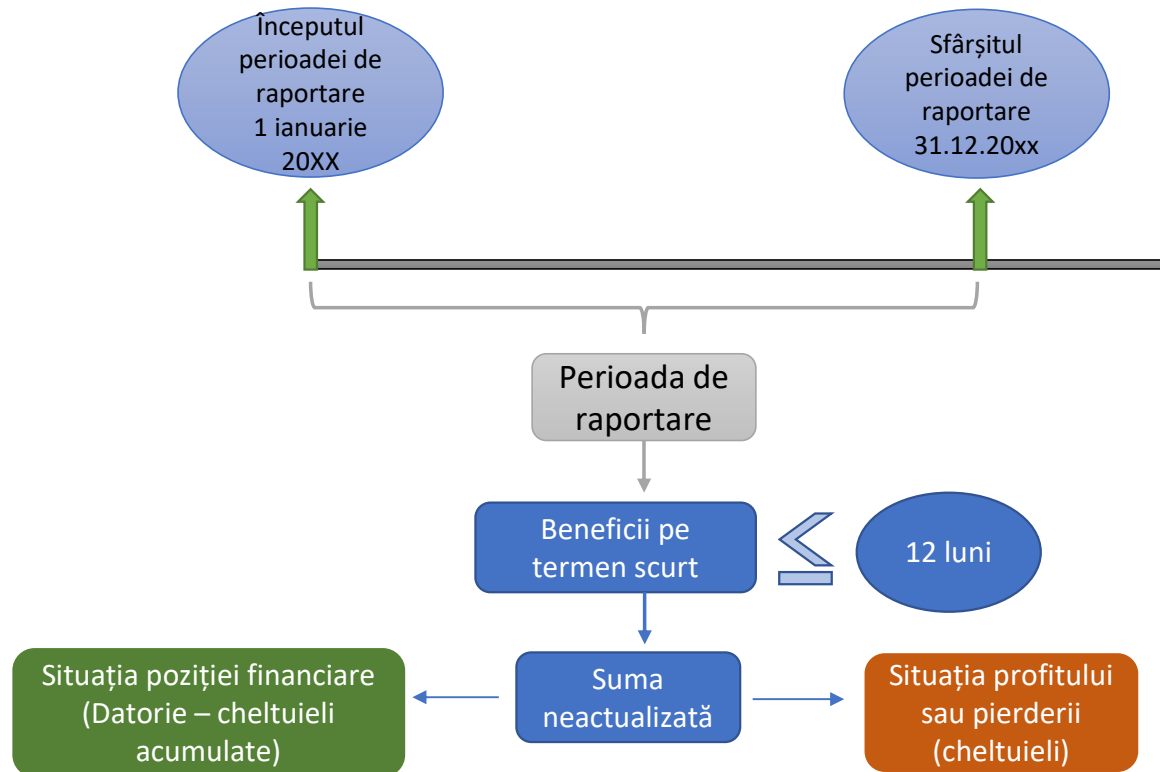 Începutul
perioadei de
raportare
1 ianuarie
20XX
Sfârșitul
perioadei de
raportare
31.12.20xx
Perioada de
raportare
Beneficii pe
termen scurt
≤
12 luni
Situația poziției financiare
(Datorie – cheltuieli
acumulate)
Suma
neactualizată
Situația profitului
sau pierderii
(cheltuieli)